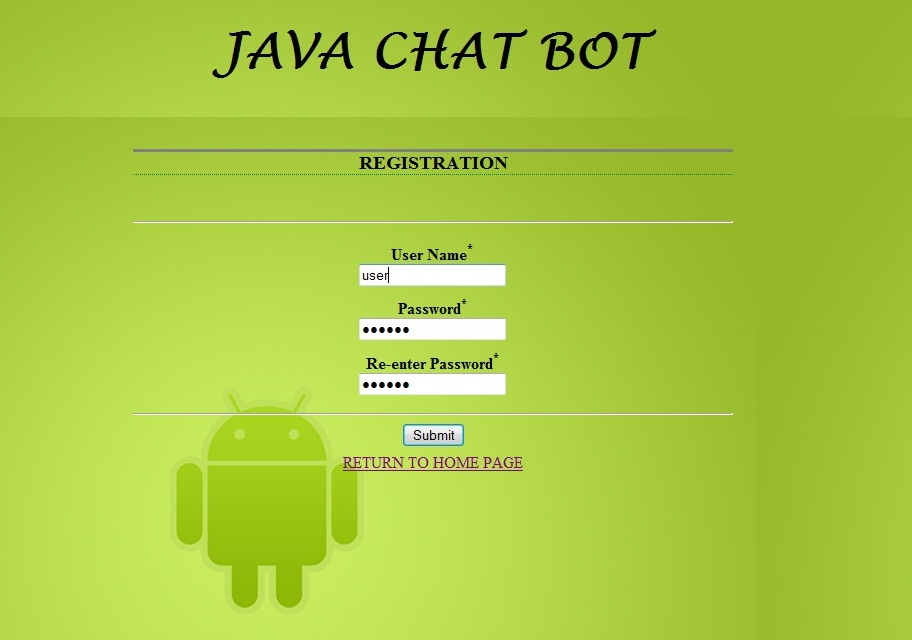 JAVA CHAT BOT
REGISTRATION
User Name*
user
Password*
••••••
Re-enter Password*
••••••
Submit
RETURN TO HOME PAGE